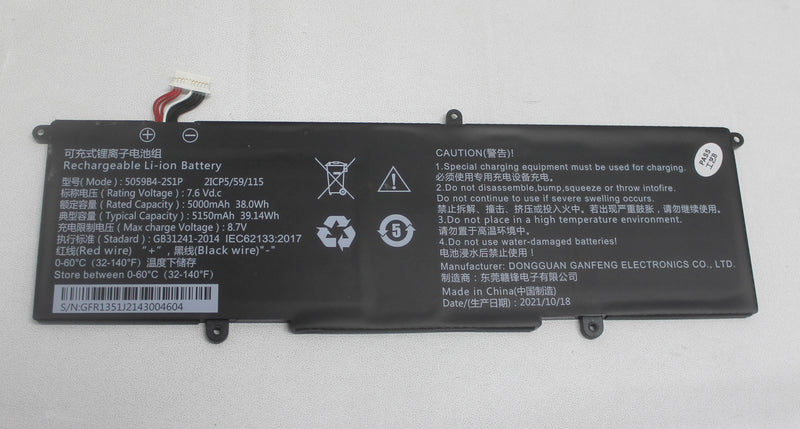 可充式锂离子电池组
Rechargeable Li-ion Battery
型号( Mode ) : 5059B4-2S1P 2ICP5/59/115
标称电压 ( Rating Voltage ) : 7.6 Vd.c
额定容量 ( Rated Capacity ) : 5000mAh 38.0Wh
典型容量 ( Typical Capacity ) : 5150mAh 39.14Wh
充电限制电压 ( Max charge Voltage ) : 8.7V
执行标准 ( Stadard ) : GB31241-2014 IEC62133:2017
红线(Red wire) "+" , 黑线(Black wire)"-"
0-60°C (32-140°F) 温度下储存
Store between 0-60°C (32-140°F)
S/N:GFR1351J2143004604
5
CAUTION(警告)!
1.Special charging equipment must be used for charging.
必须使用专用充电设备充电。
2.Do not disassemble,bump,squeeze or throw intofire.
Do not continue to use if severe swelling occurs.
禁止拆解、撞击、挤压或投入火中。若出现严重鼓胀，请勿继续使用。
3.Do not place in a high temperature environment.
请勿置于高温环境中。
4.Do not use water-damaged batteries!
电池浸水后禁止使用！
Manufacturer: DONGGUAN GANFENG ELECTRONICS CO., LTD.
制造商：东莞赣锋电子有限公司
Made in China(中国制造)
Date/(生产日期) : 2021/10/18
PASS